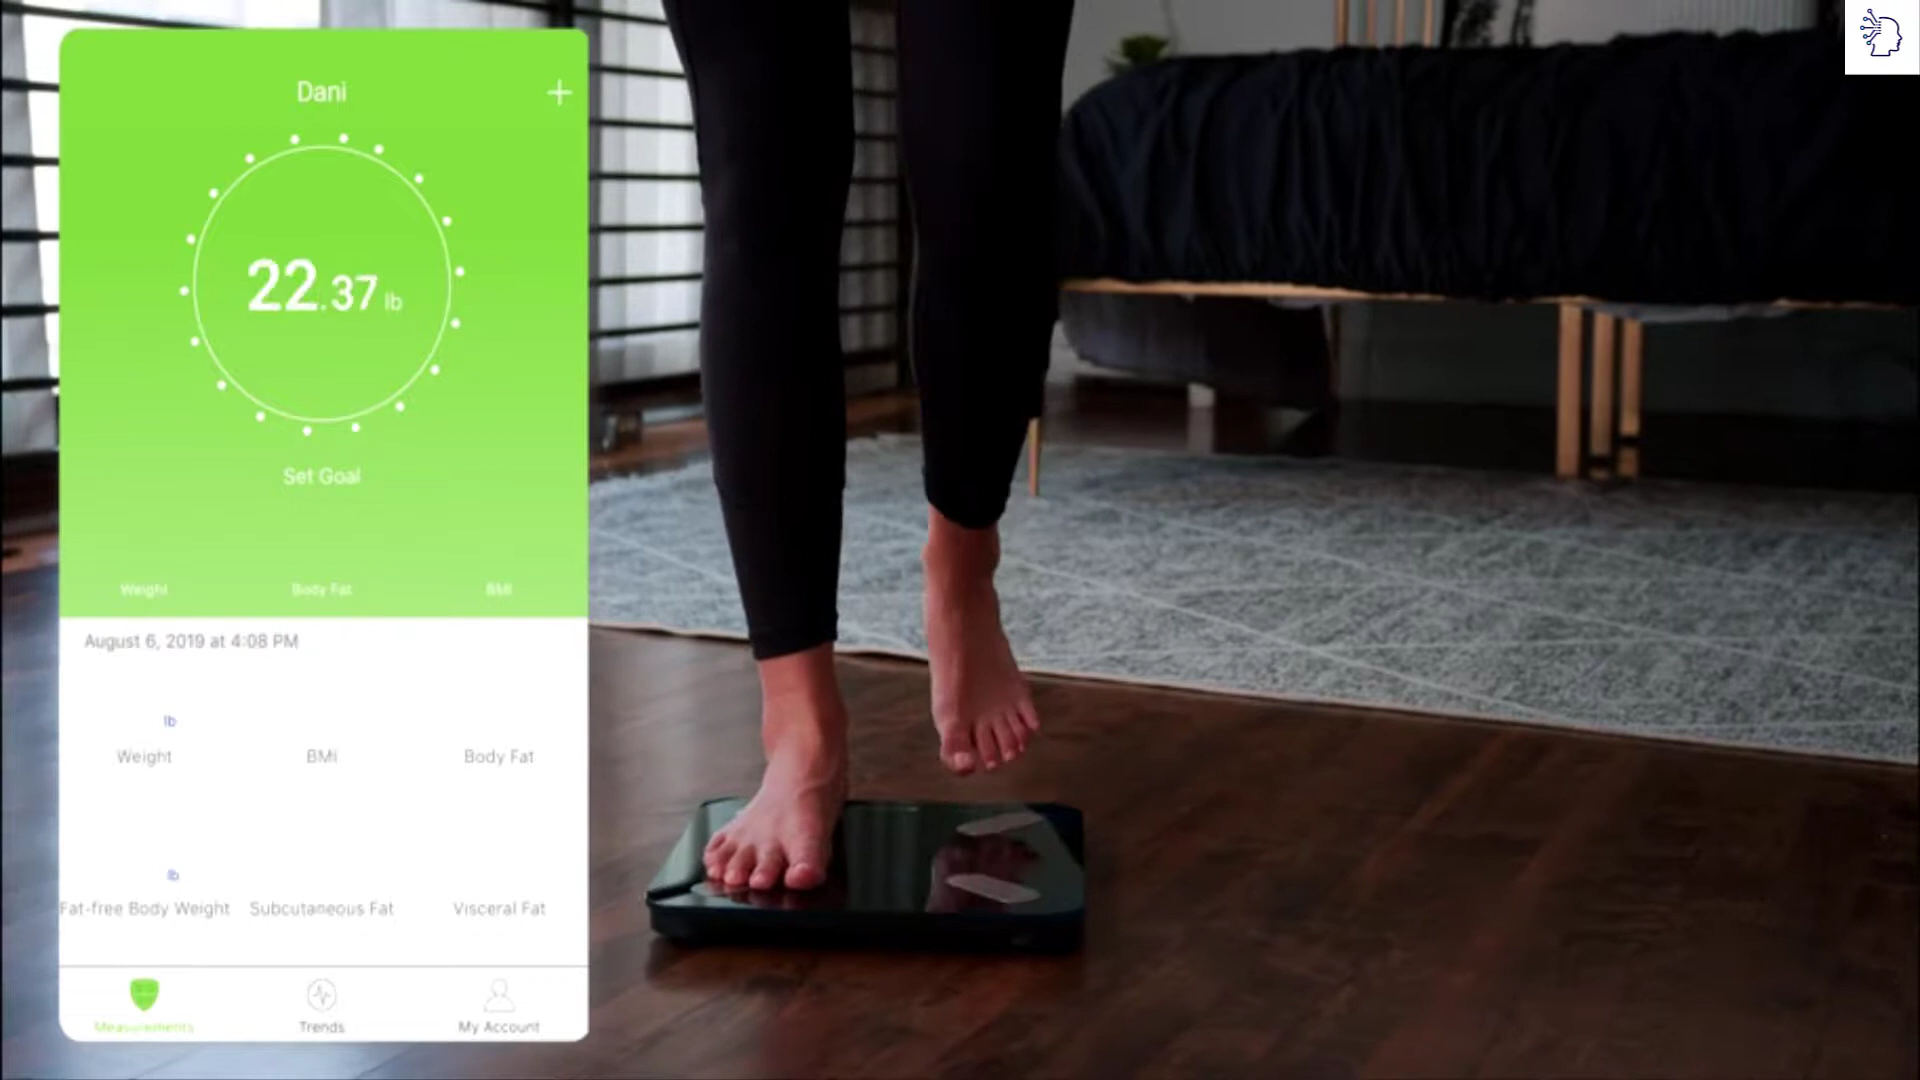 Dani
22.37 lb
Set Goal
Weight Body Fat BMI
August 6, 2019 at 4:08 PM
lb
Weight BMI Body Fat
lb
Fat-free Body Weight Subcutaneous Fat Visceral Fat
Measurements Trends My Account